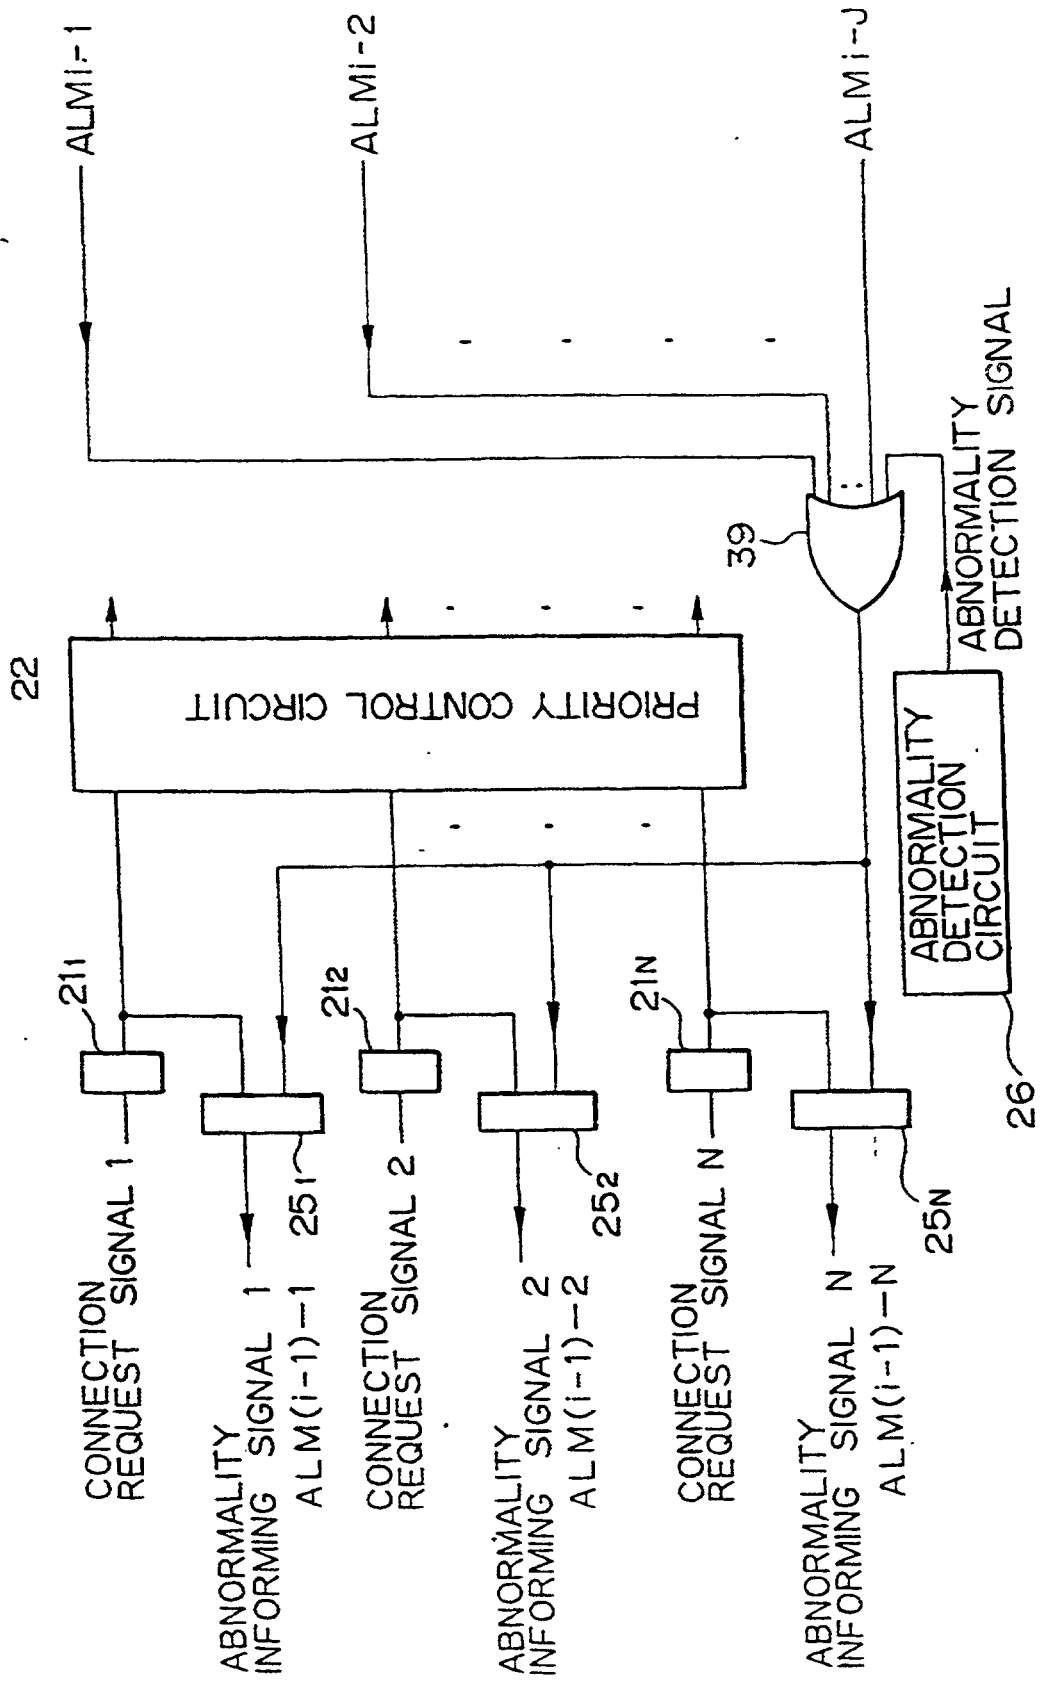 22
ALMi-1
ALMi-2
ALMi-J
39
PRIORITY CONTROL CIRCUIT
ABNORMALITY
DETECTION SIGNAL
ABNORMALITY
DETECTION
CIRCUIT
26
211
212
21N
251
252
25N
CONNECTION
REQUEST SIGNAL 1
ABNORMALITY
INFORMING SIGNAL 1
ALM(i-1)-1
CONNECTION
REQUEST SIGNAL 2
ABNORMALITY
INFORMING SIGNAL 2
ALM(i-1)-2
CONNECTION
REQUEST SIGNAL N
ABNORMALITY
INFORMING SIGNAL N
ALM(i-1)-N